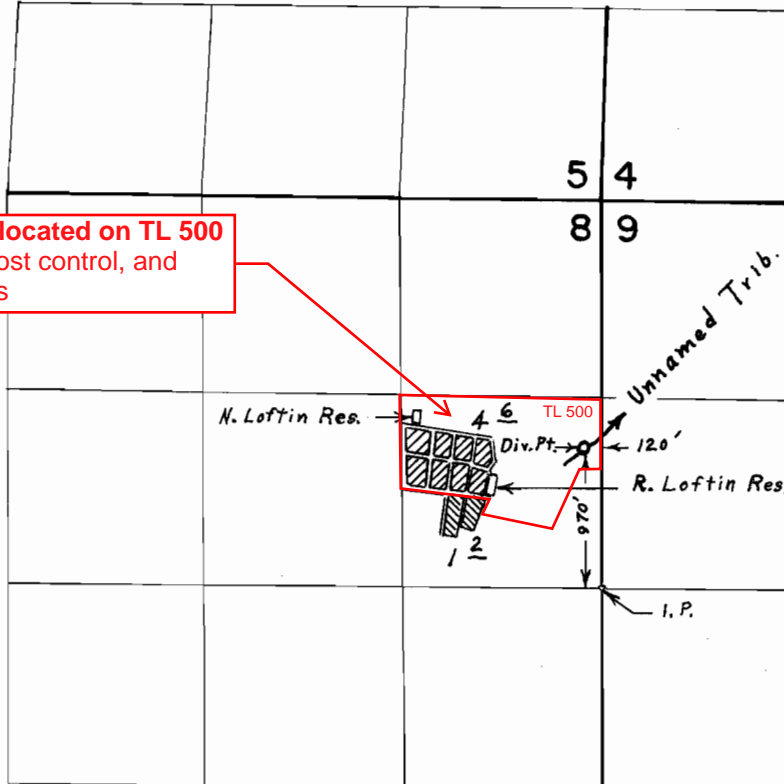 5 4
8 9
located on TL 500
ost control, and
s
Unnamed Trib.
N. Loftin Res.
4 6
TL 500
Div. Pt.
120'
R. Loftin Res
970'
1 2
I.P.